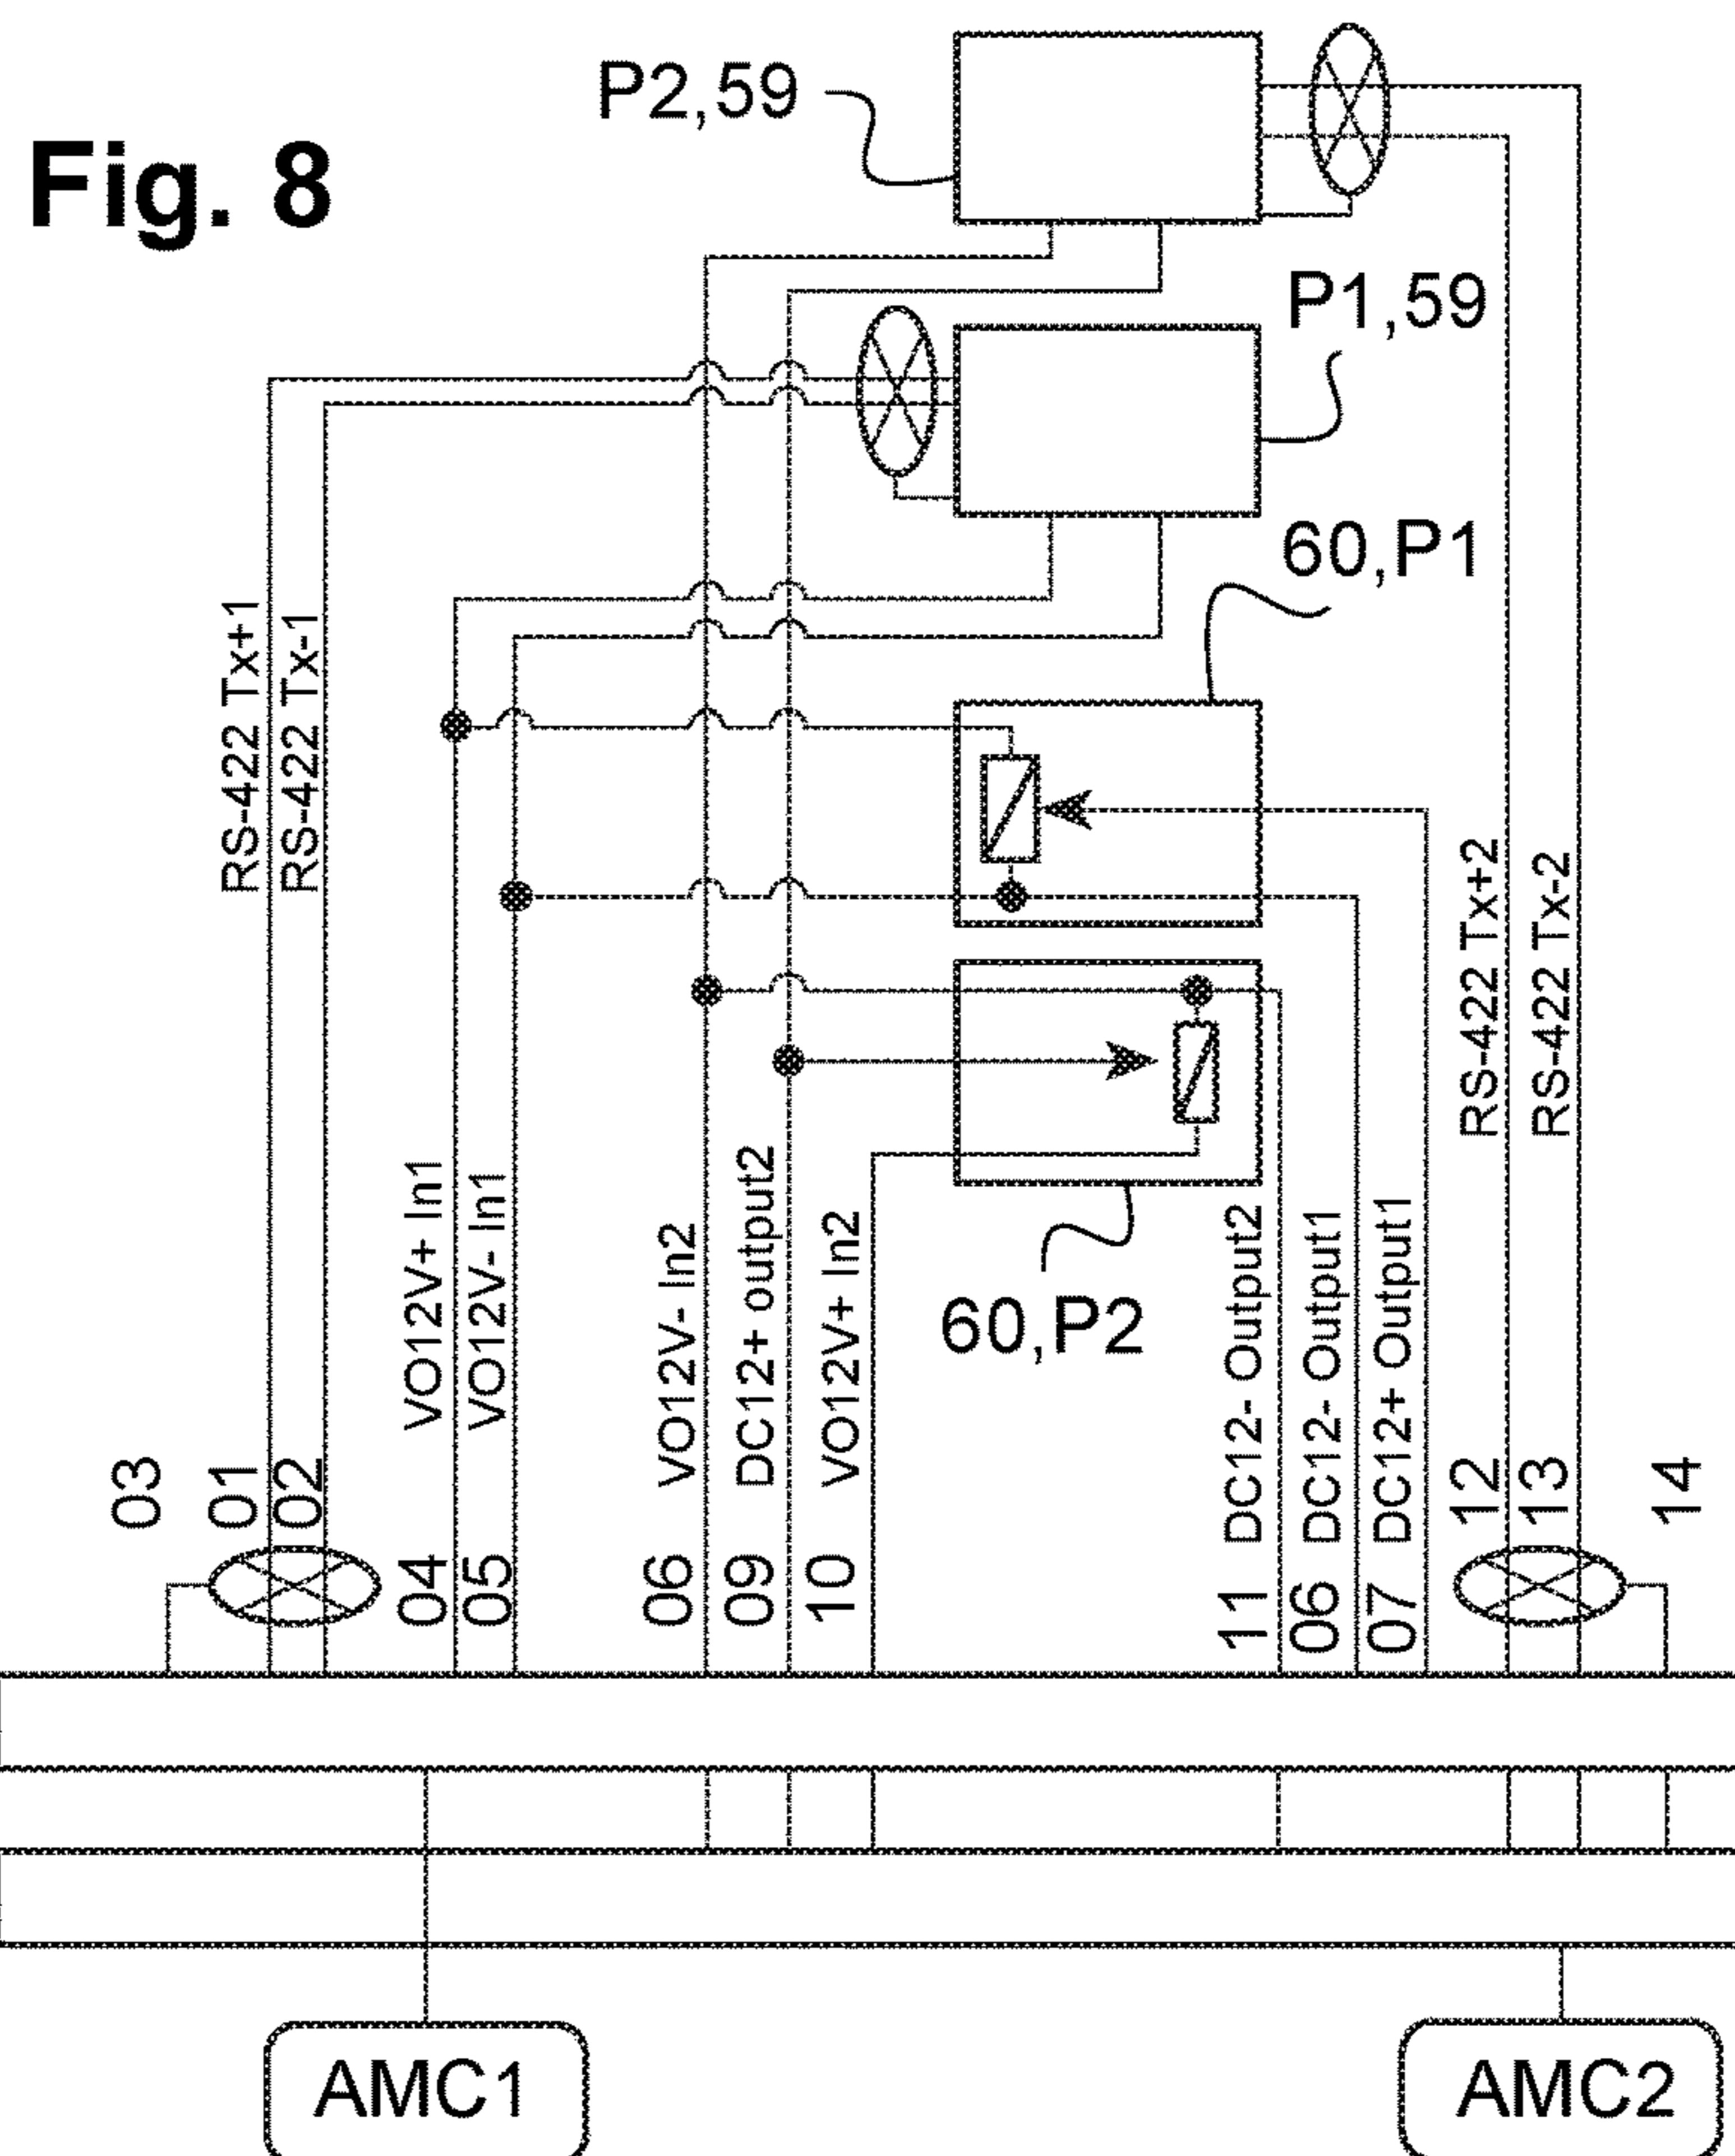 Fig. 8
P2,59
P1,59
60,P1
RS-422 Tx+1
RS-422 Tx-1
RS-422 Tx+2
RS-422 Tx-2
VO12V+ In1
VO12V- In1
VO12V- In2
DC12+ output2
VO12V+ In2
60,P2
DC12- Output2
DC12- Output1
DC12+ Output1
03
01
02
04
05
06
09
10
11
06
07
12
13
14
AMC1
AMC2